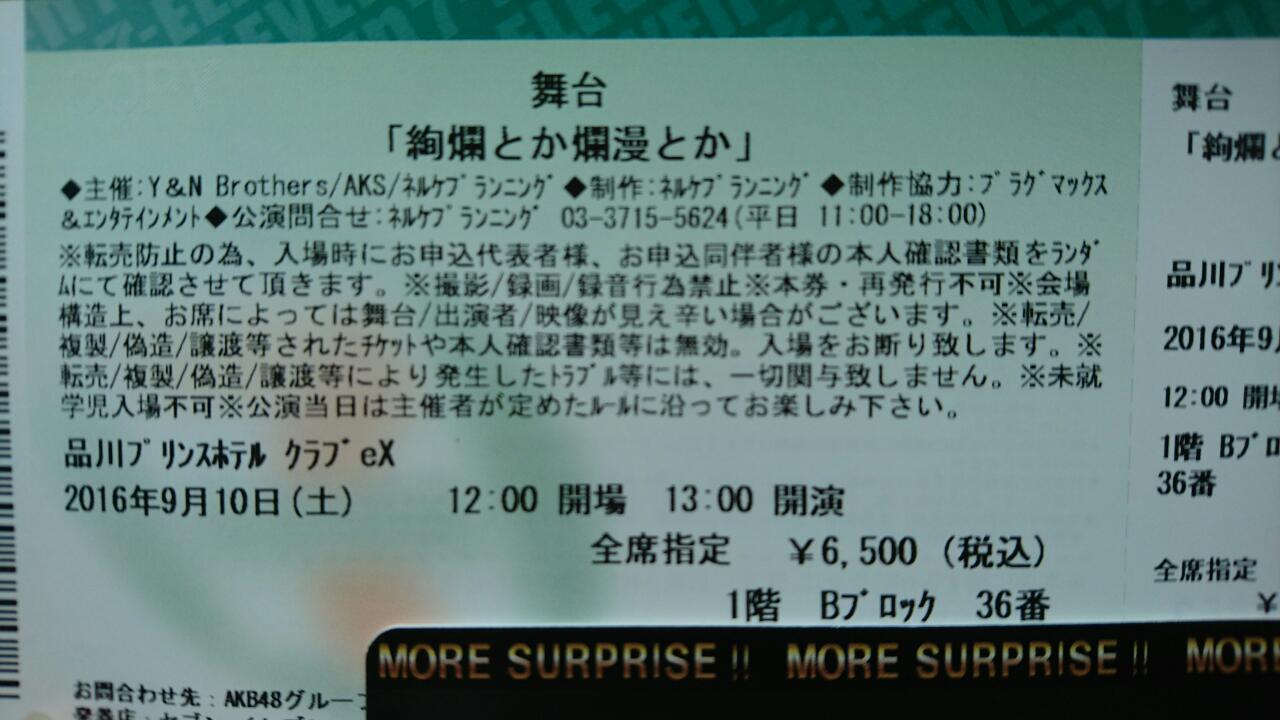 舞台
「絢爛とか爛漫とか」
◆主催:Y&N Brothers/AKS/ﾈﾙｹﾌﾟﾗﾝﾆﾝｸﾞ ◆制作:ﾈﾙｹﾌﾟﾗﾝﾆﾝｸﾞ ◆制作協力:ﾌﾟﾗｸﾞﾏｯｸｽ
&ｴﾝﾀﾃｲﾝﾒﾝﾄ◆公演問合せ:ﾈﾙｹﾌﾟﾗﾝﾆﾝｸﾞ 03-3715-5624(平日 11:00-18:00)
※転売防止の為、入場時にお申込代表者様、お申込同伴者様の本人確認書類をﾗﾝﾀﾞ
ﾑにて確認させて頂きます。※撮影/録画/録音行為禁止※本券・再発行不可※会場
構造上、お席によっては舞台/出演者/映像が見え辛い場合がございます。※転売/
複製/偽造/譲渡等されたﾁｹｯﾄや本人確認書類等は無効。入場をお断り致します。※
転売/複製/偽造/譲渡等により発生したﾄﾗﾌﾞﾙ等には、一切関与致しません。※未就
学児入場不可※公演当日は主催者が定めたﾙｰﾙに沿ってお楽しみ下さい。
品川ﾌﾟﾘﾝｽﾎﾃﾙ ｸﾗﾌﾞeX
2016年9月10日(土) 12:00 開場 13:00 開演
全席指定 ¥6,500 (税込)
1階 Bﾌﾞﾛｯｸ 36番
MORE SURPRISE!! MORE SURPRISE!! MOR
お問合わせ先：AKB48グルー
舞台
「絢爛
品川ﾌﾟﾘ
2016年9
12:00 開場
1階 Bﾌﾞﾛ
36番
全席指定
¥